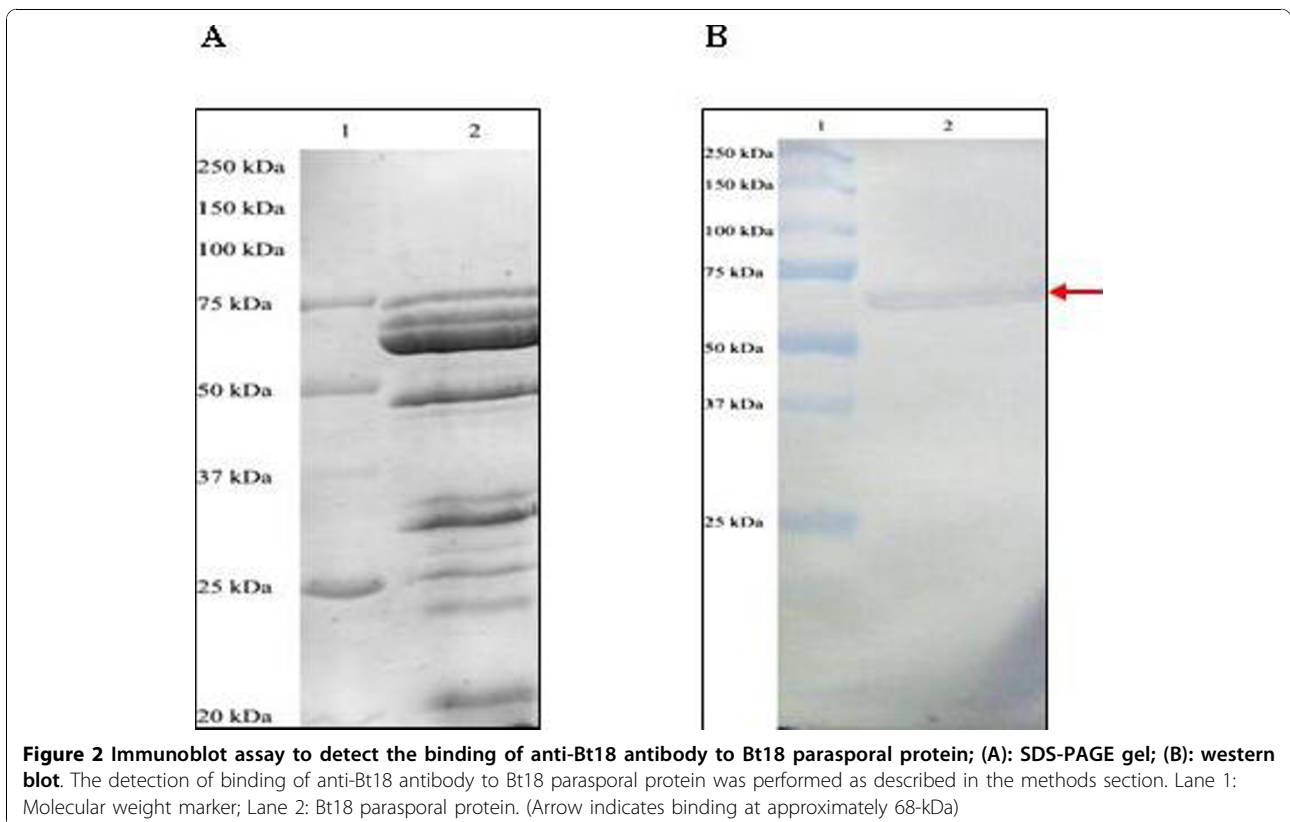 A
B
1 2
250 kDa
150 kDa
100 kDa
75 kDa
50 kDa
37 kDa
25 kDa
20 kDa
1 2
250 kDa
150 kDa
100 kDa
75 kDa
50 kDa
37 kDa
25 kDa
Figure 2 Immunoblot assay to detect the binding of anti-Bt18 antibody to Bt18 parasporal protein; (A): SDS-PAGE gel; (B): western
blot. The detection of binding of anti-Bt18 antibody to Bt18 parasporal protein was performed as described in the methods section. Lane 1:
Molecular weight marker; Lane 2: Bt18 parasporal protein. (Arrow indicates binding at approximately 68-kDa)